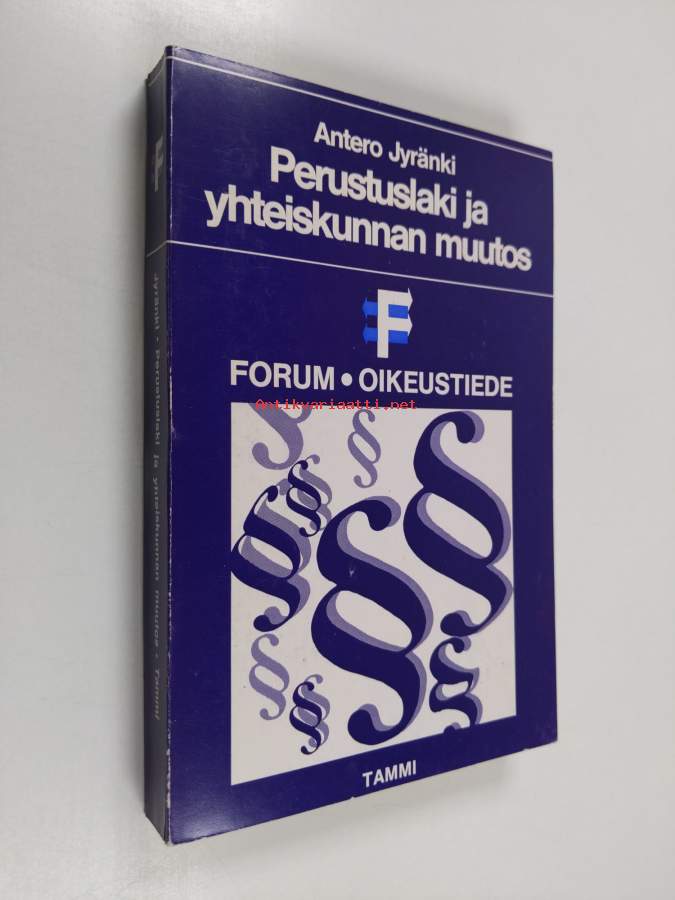 Antero Jyränki
Perustuslaki ja
yhteiskunnan muutos
F
FORUM • OIKEUSTIEDE
Antikvariaatti.net
TAMMI
F
Jyränki • Perustuslaki ja yhteiskunnan muutos • Tammi